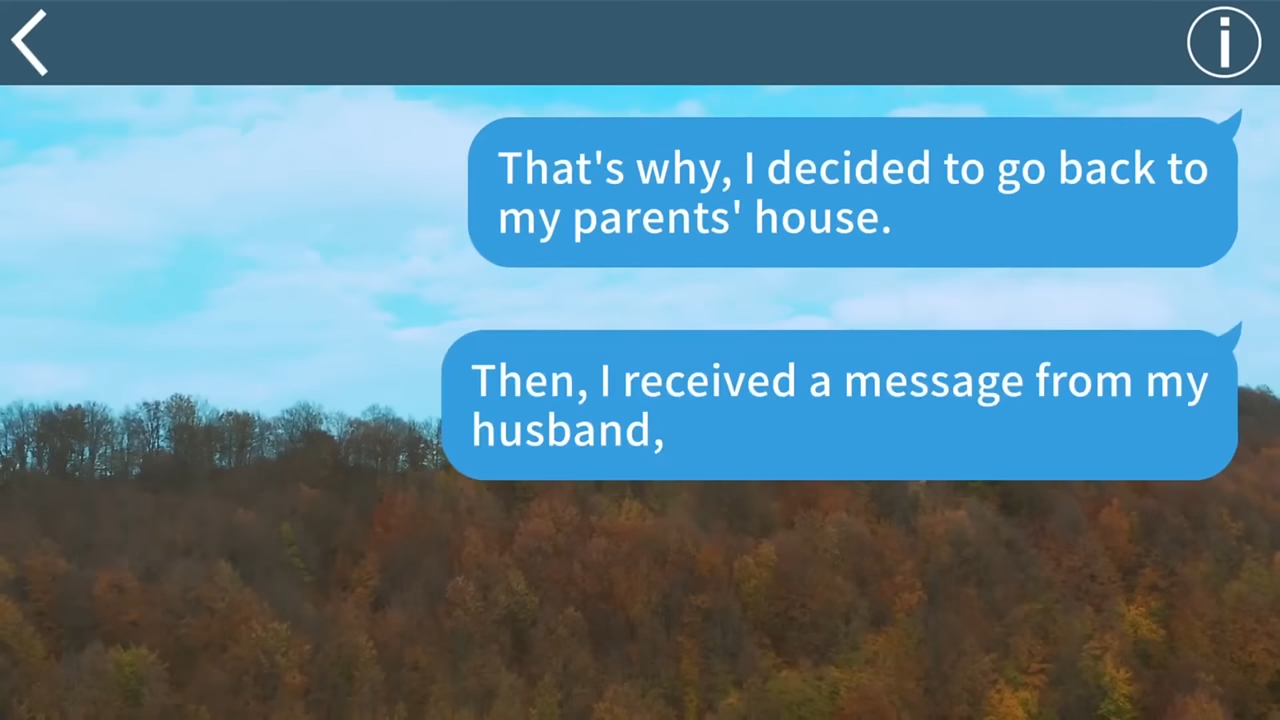 That's why, I decided to go back to
my parents' house.
Then, I received a message from my
husband,